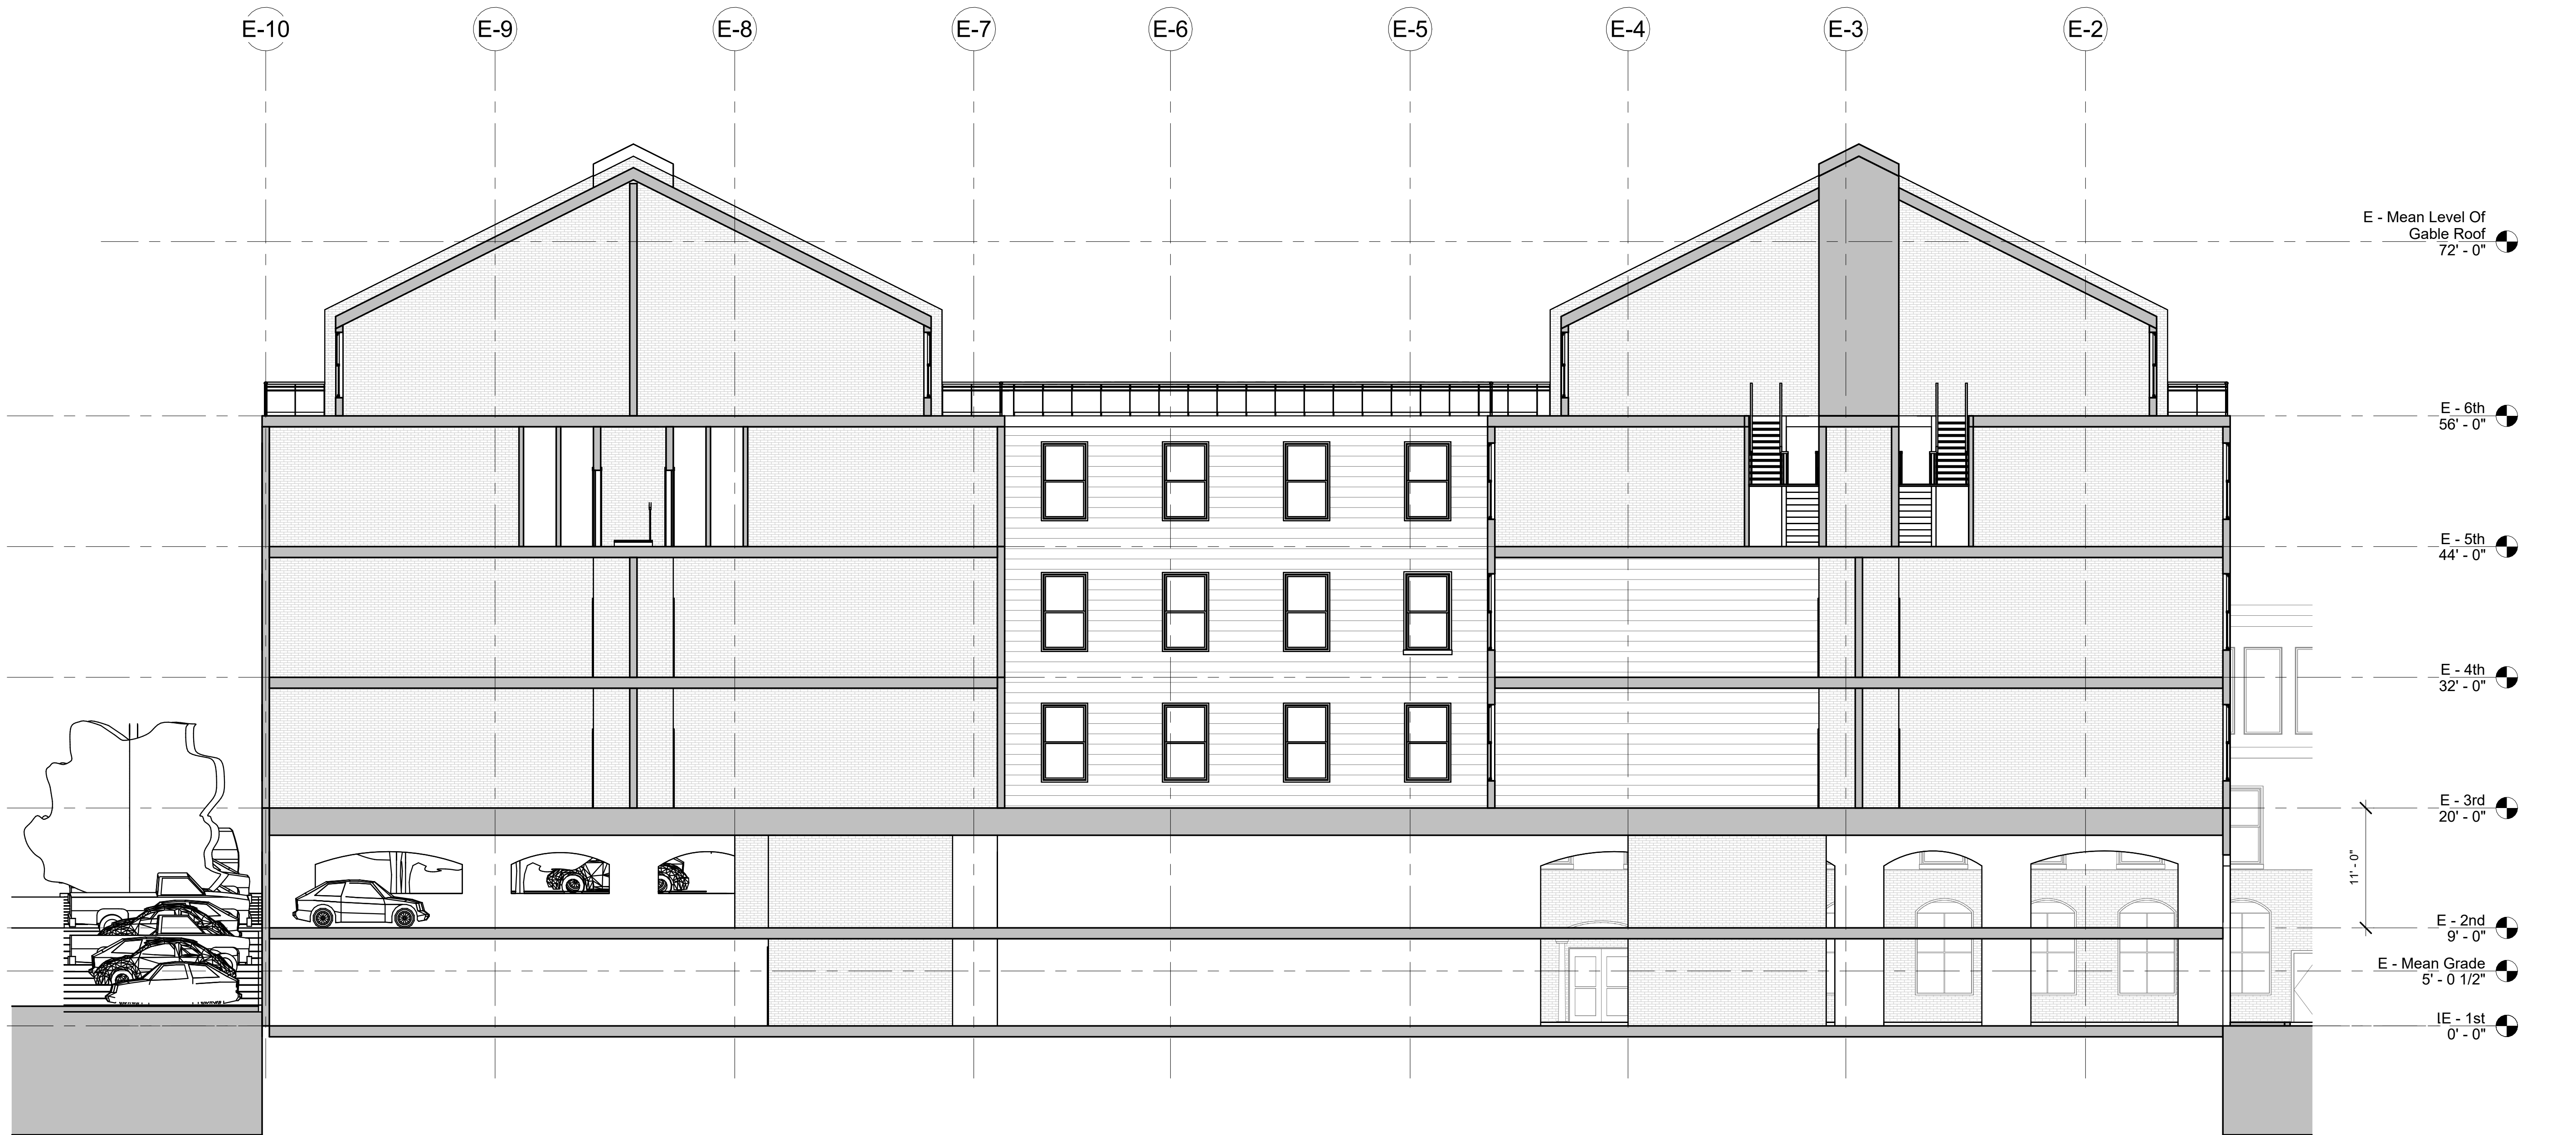 E-10 E-9 E-8 E-7 E-6 E-5 E-4 E-3 E-2
E - Mean Level Of
Gable Roof
72' - 0"
E - 6th
56' - 0"
E - 5th
44' - 0"
E - 4th
32' - 0"
E - 3rd
20' - 0"
11' - 0"
E - 2nd
9' - 0"
E - Mean Grade
5' - 0 1/2"
E - 1st
0' - 0"